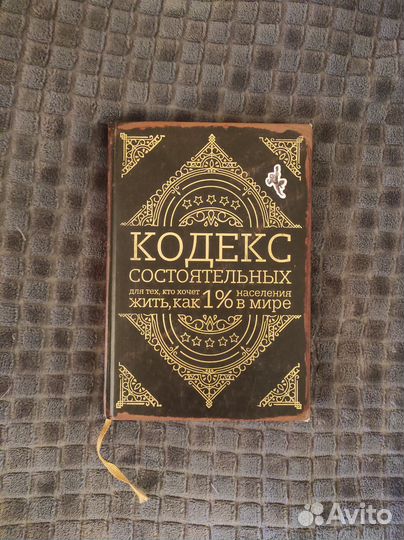 КОДЕКС
СОСТОЯТЕЛЬНЫХ
для тех, кто хочет
жить, как
1%
населения
в мире
Avito